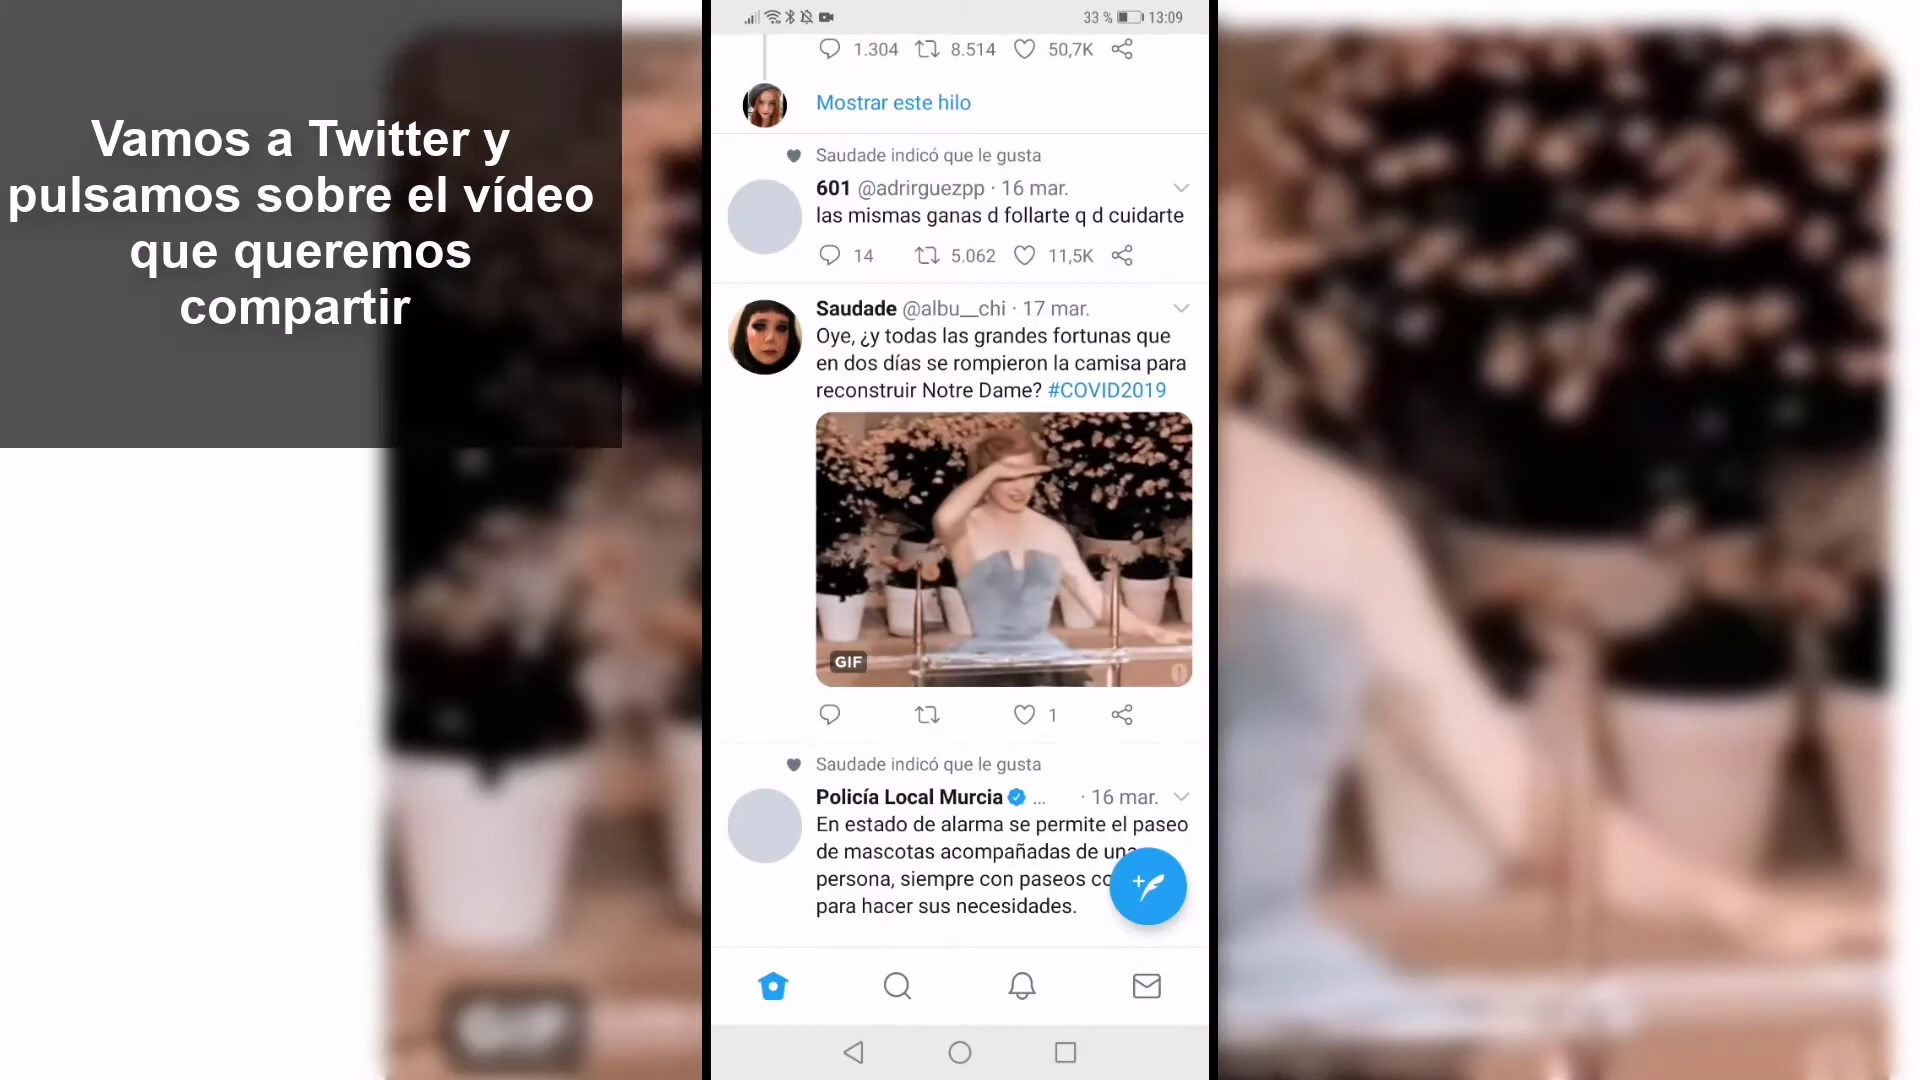 Vamos a Twitter y
pulsamos sobre el vídeo
que queremos
compartir
33 % 13:09
1.304 8.514 50,7K
Mostrar este hilo
Saudade indicó que le gusta
601 @adrirguezpp · 16 mar.
las mismas ganas d follarte q d cuidarte
14 5.062 11,5K
Saudade @albu__chi · 17 mar.
Oye, ¿y todas las grandes fortunas que
en dos días se rompieron la camisa para
reconstruir Notre Dame? #COVID2019
GIF
1
Saudade indicó que le gusta
Policía Local Murcia ... · 16 mar.
En estado de alarma se permite el paseo
de mascotas acompañadas de una
persona, siempre con paseos co
para hacer sus necesidades.
GIF